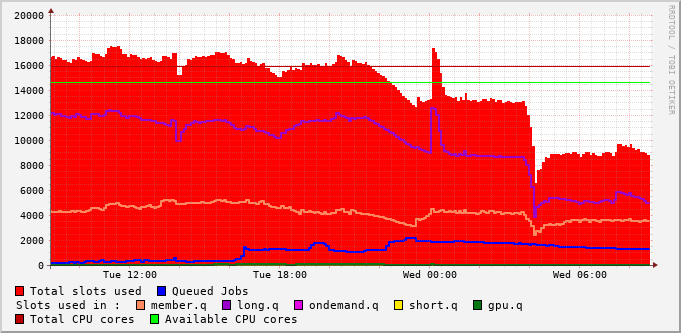 20000
18000
16000
14000
12000
10000
8000
6000
4000
2000
0
Tue 12:00 Tue 18:00 Wed 00:00 Wed 06:00
RRDTOOL / TOBI OETIKER
Total slots used Queued Jobs
Slots used in : member.q long.q ondemand.q short.q gpu.q
Total CPU cores Available CPU cores